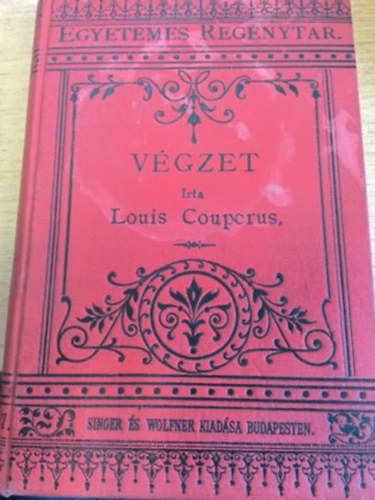 EGYETEMES REGÉNYTÁR.
VÉGZET
Irta
Louis Couperus.
SINGER ÉS WOLFNER KIADÁSA BUDAPESTEN.